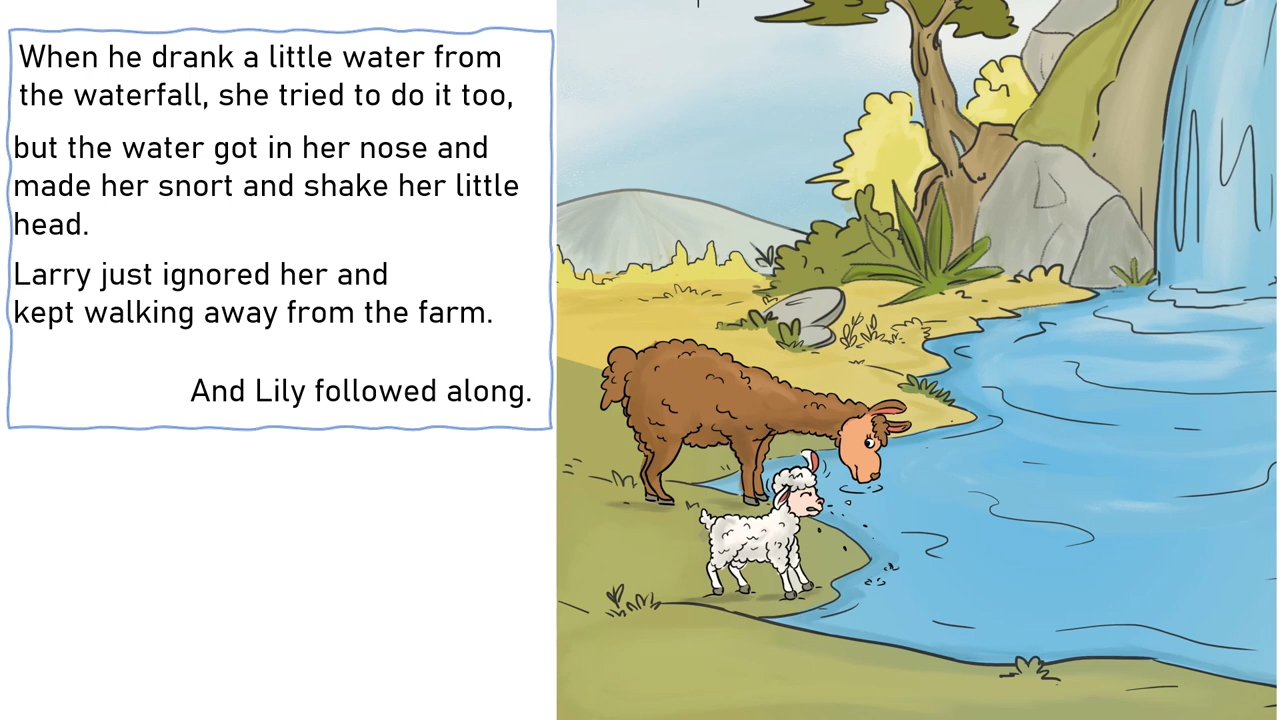 When he drank a little water from
the waterfall, she tried to do it too,
but the water got in her nose and
made her snort and shake her little
head.
Larry just ignored her and
kept walking away from the farm.
And Lily followed along.